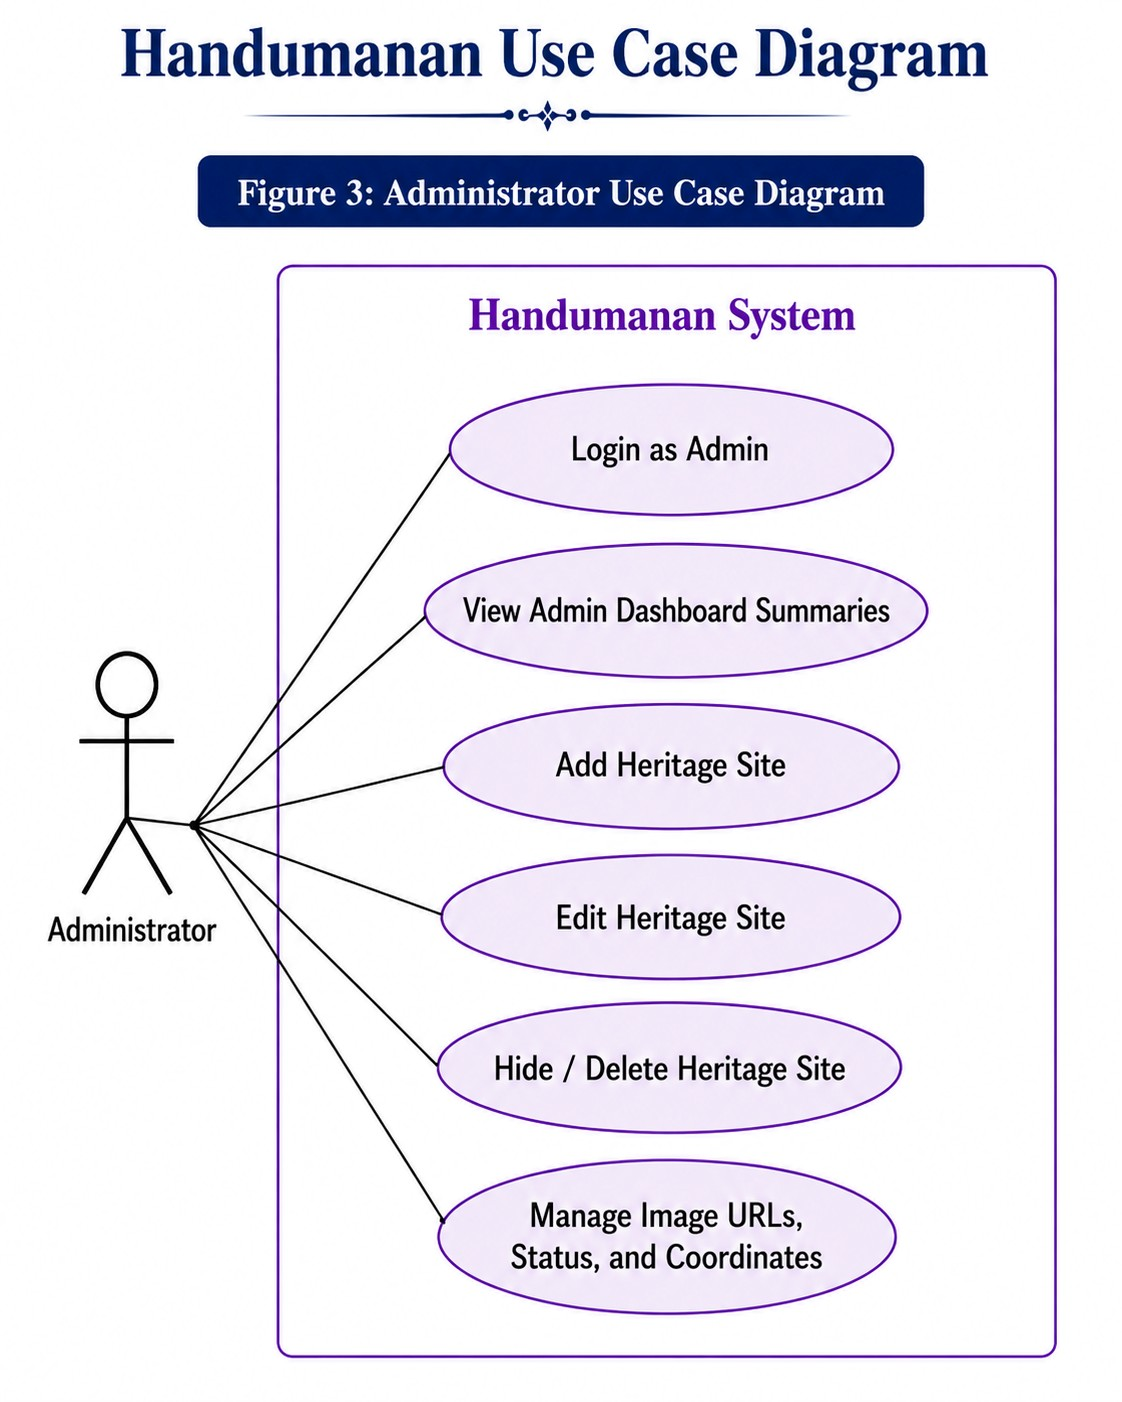 Handumanan Use Case Diagram
Figure 3: Administrator Use Case Diagram
Handumanan System
Login as Admin
View Admin Dashboard Summaries
Add Heritage Site
Edit Heritage Site
Administrator
Hide / Delete Heritage Site
Manage Image URLs,
Status, and Coordinates